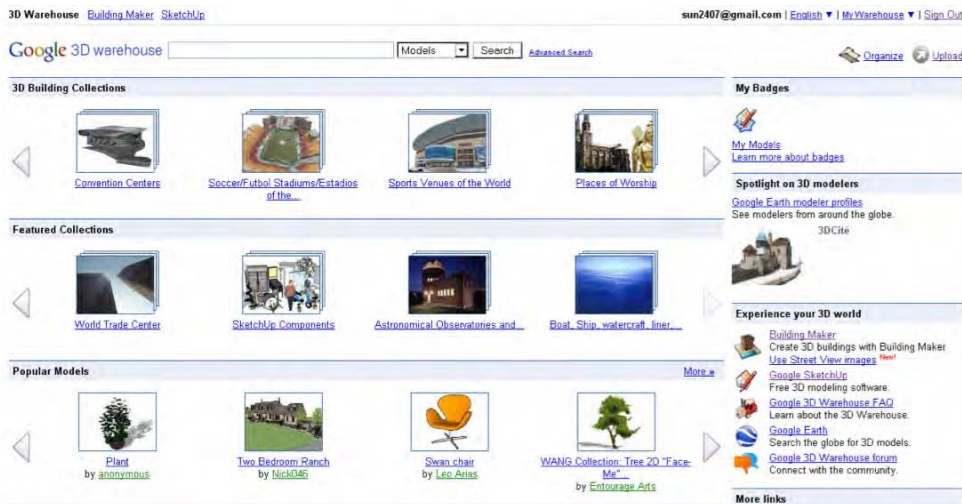 3D Warehouse Building Maker SketchUp
sun2407@gmail.com | English ▼ | My Warehouse ▼ | Sign Out
Google 3D warehouse Models Search Advanced Search
Organize Upload
3D Building Collections
Convention Centers
Soccer/Futbol Stadiums/Estadios
of the...
Sports Venues of the World
Places of Worship
Featured Collections
World Trade Center
SketchUp Components
Astronomical Observatories and...
Boat, Ship, watercraft, liner,...
Popular Models
More »
Plant
by anonymous
Two Bedroom Ranch
by Nick046
Swan chair
by Leo Arias
WANG Collection: Tree 2D "Face-
Me"...
by Entourage Arts
My Badges
My Models
Learn more about badges
Spotlight on 3D modelers
Google Earth modeler profiles
See modelers from around the globe.
3DCité
Experience your 3D world
Building Maker
Create 3D buildings with Building Maker
Use Street View images New!
Google SketchUp
Free 3D modeling software.
Google 3D Warehouse FAQ
Learn about the 3D Warehouse.
Google Earth
Search the globe for 3D models.
Google 3D Warehouse forum
Connect with the community.
More links